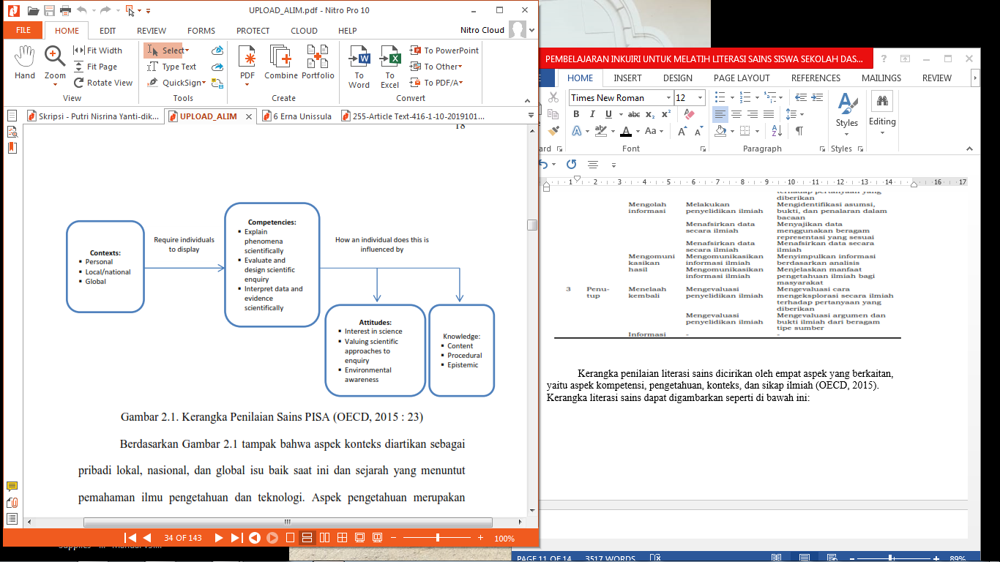 UPLOAD_ALIM.pdf - Nitro Pro 10
FILE
HOME
EDIT
REVIEW
FORMS
PROTECT
CLOUD
HELP
Nitro Cloud
Hand
Zoom
Fit Width
Fit Page
Rotate View
View
Select
Type Text
QuickSign
Tools
PDF
Combine
Portfolio
Create
To Word
To Excel
To PowerPoint
To Other
To PDF/A
Convert
Skripsi - Putri Nisrina Yanti-dik...
UPLOAD_ALIM
6 Erna Unissula
255-Article Text-416-1-10-2019101...
18
Contexts:
▪ Personal
▪ Local/national
▪ Global
Require individuals
to display
Competencies:
▪ Explain
phenomena
scientifically
▪ Evaluate and
design scientific
enquiry
▪ Interpret data and
evidence
scientifically
How an individual does this is
influenced by
Attitudes:
▪ Interest in science
▪ Valuing scientific
approaches to
enquiry
▪ Environmental
awareness
Knowledge:
▪ Content
▪ Procedural
▪ Epistemic
Gambar 2.1. Kerangka Penilaian Sains PISA (OECD, 2015 : 23)
Berdasarkan Gambar 2.1 tampak bahwa aspek konteks diartikan sebagai
pribadi lokal, nasional, dan global isu baik saat ini dan sejarah yang menuntut
pemahaman ilmu pengetahuan dan teknologi. Aspek pengetahuan merupakan
34 OF 143
100%
PEMBELAJARAN INKUIRI UNTUK MELATIH LITERASI SAINS SISWA SEKOLAH DAS...
HOME
INSERT
DESIGN
PAGE LAYOUT
REFERENCES
MAILINGS
REVIEW
Times New Roman
12
Styles
Editing
ard
Font
Paragraph
Styles
1 2 3 4 5 6 7 8 9 10 11 12 13 14 16 17
terhadap pertanyaan yang
diberikan
Mengolah Melakukan Mengidentifikasi asumsi,
informasi penyelidikan ilmiah bukti, dan penalaran dalam
bacaan
Menafsirkan data Menyajikan data
secara ilmiah menggunakan beragam
representasi yang sesuai
Menafsirkan data Menafsirkan data secara
secara ilmiah ilmiah
Mengomuni Mengomunikasikan Menyimpulkan informasi
kasikan informasi ilmiah berdasarkan analisis
hasil Mengomunikasikan Menjelaskan manfaat
informasi ilmiah pengetahuan ilmiah bagi
masyarakat
3 Penu- Menelaah Mengevaluasi Mengevaluasi cara
tup kembali penyelidikan ilmiah mengeksplorasi secara ilmiah
terhadap pertanyaan yang
diberikan
Mengevaluasi Mengevaluasi argumen dan
penyelidikan ilmiah bukti ilmiah dari beragam
tipe sumber
Informasi - -
Kerangka penilaian literasi sains dicirikan oleh empat aspek yang berkaitan,
yaitu aspek kompetensi, pengetahuan, konteks, dan sikap ilmiah (OECD, 2015).
Kerangka literasi sains dapat digambarkan seperti di bawah ini:
PAGE 11 OF 14
3517 WORDS
89%